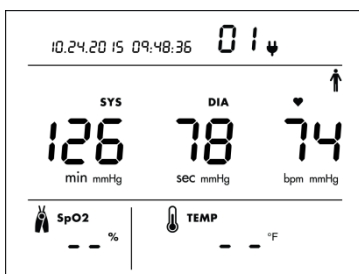 10.24.2015 09:48:36 01
SYS DIA
126 78 74
min mmHg sec mmHg bpm mmHg
SpO2 TEMP
-- % -- °F